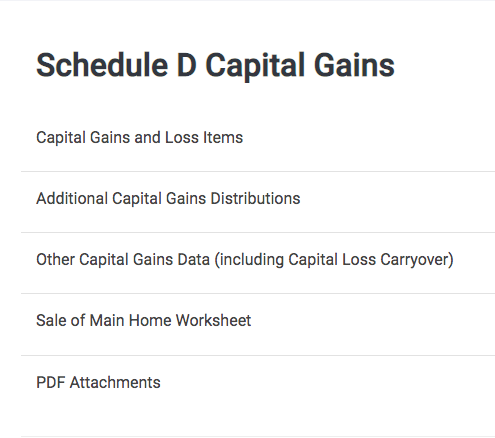 Schedule D Capital Gains
Capital Gains and Loss Items
Additional Capital Gains Distributions
Other Capital Gains Data (including Capital Loss Carryover)
Sale of Main Home Worksheet
PDF Attachments